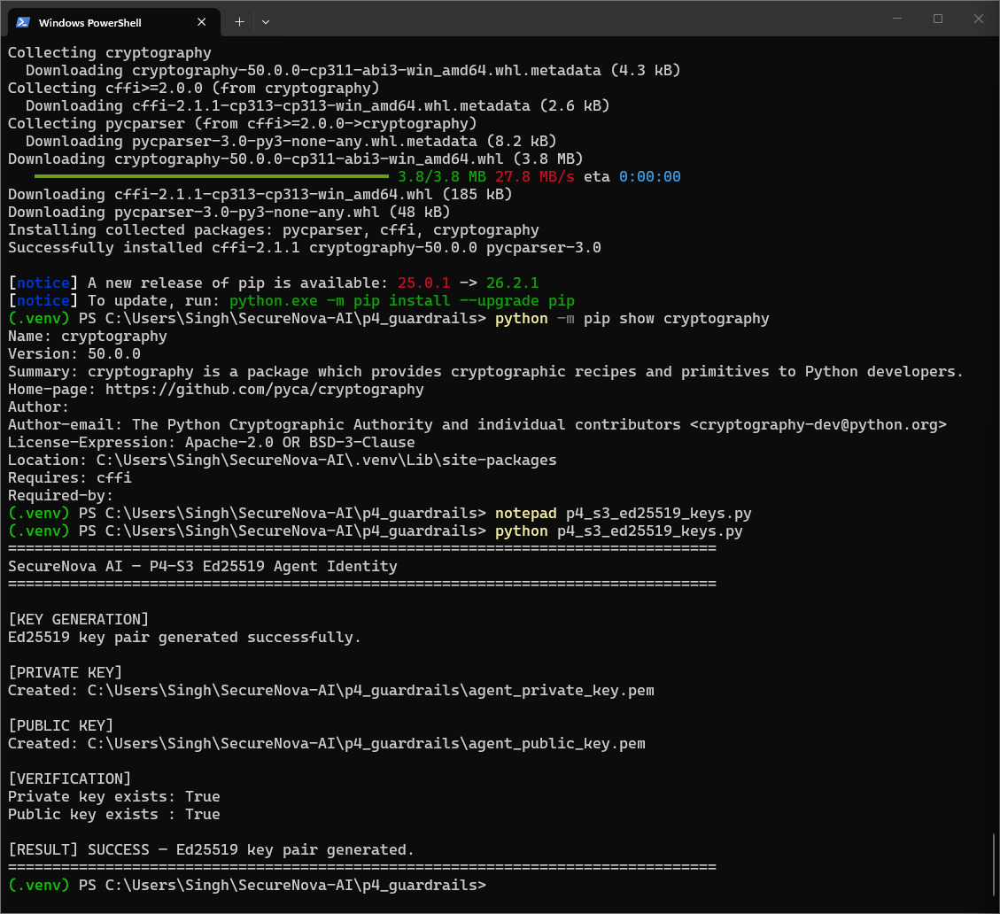 Windows PowerShell
Collecting cryptography
Downloading cryptography-50.0.0-cp311-abi3-win_amd64.whl.metadata (4.3 kB)
Collecting cffi>=2.0.0 (from cryptography)
Downloading cffi-2.1.1-cp313-cp313-win_amd64.whl.metadata (2.6 kB)
Collecting pycparser (from cffi>=2.0.0->cryptography)
Downloading pycparser-3.0-py3-none-any.whl.metadata (8.2 kB)
Downloading cryptography-50.0.0-cp311-abi3-win_amd64.whl (3.8 MB)
3.8/3.8 MB 27.8 MB/s eta 0:00:00
Downloading cffi-2.1.1-cp313-cp313-win_amd64.whl (185 kB)
Downloading pycparser-3.0-py3-none-any.whl (48 kB)
Installing collected packages: pycparser, cffi, cryptography
Successfully installed cffi-2.1.1 cryptography-50.0.0 pycparser-3.0
[notice] A new release of pip is available: 25.0.1 -> 26.2.1
[notice] To update, run: python.exe -m pip install --upgrade pip
(.venv) PS C:\Users\Singh\SecureNova-AI\p4_guardrails> python -m pip show cryptography
Name: cryptography
Version: 50.0.0
Summary: cryptography is a package which provides cryptographic recipes and primitives to Python developers.
Home-page: https://github.com/pyca/cryptography
Author:
Author-email: The Python Cryptographic Authority and individual contributors <cryptography-dev@python.org>
License-Expression: Apache-2.0 OR BSD-3-Clause
Location: C:\Users\Singh\SecureNova-AI\.venv\Lib\site-packages
Requires: cffi
Required-by:
(.venv) PS C:\Users\Singh\SecureNova-AI\p4_guardrails> notepad p4_s3_ed25519_keys.py
(.venv) PS C:\Users\Singh\SecureNova-AI\p4_guardrails> python p4_s3_ed25519_keys.py
================================================================================
SecureNova AI — P4-S3 Ed25519 Agent Identity
================================================================================
[KEY GENERATION]
Ed25519 key pair generated successfully.
[PRIVATE KEY]
Created: C:\Users\Singh\SecureNova-AI\p4_guardrails\agent_private_key.pem
[PUBLIC KEY]
Created: C:\Users\Singh\SecureNova-AI\p4_guardrails\agent_public_key.pem
[VERIFICATION]
Private key exists: True
Public key exists : True
[RESULT] SUCCESS — Ed25519 key pair generated.
================================================================================
(.venv) PS C:\Users\Singh\SecureNova-AI\p4_guardrails>